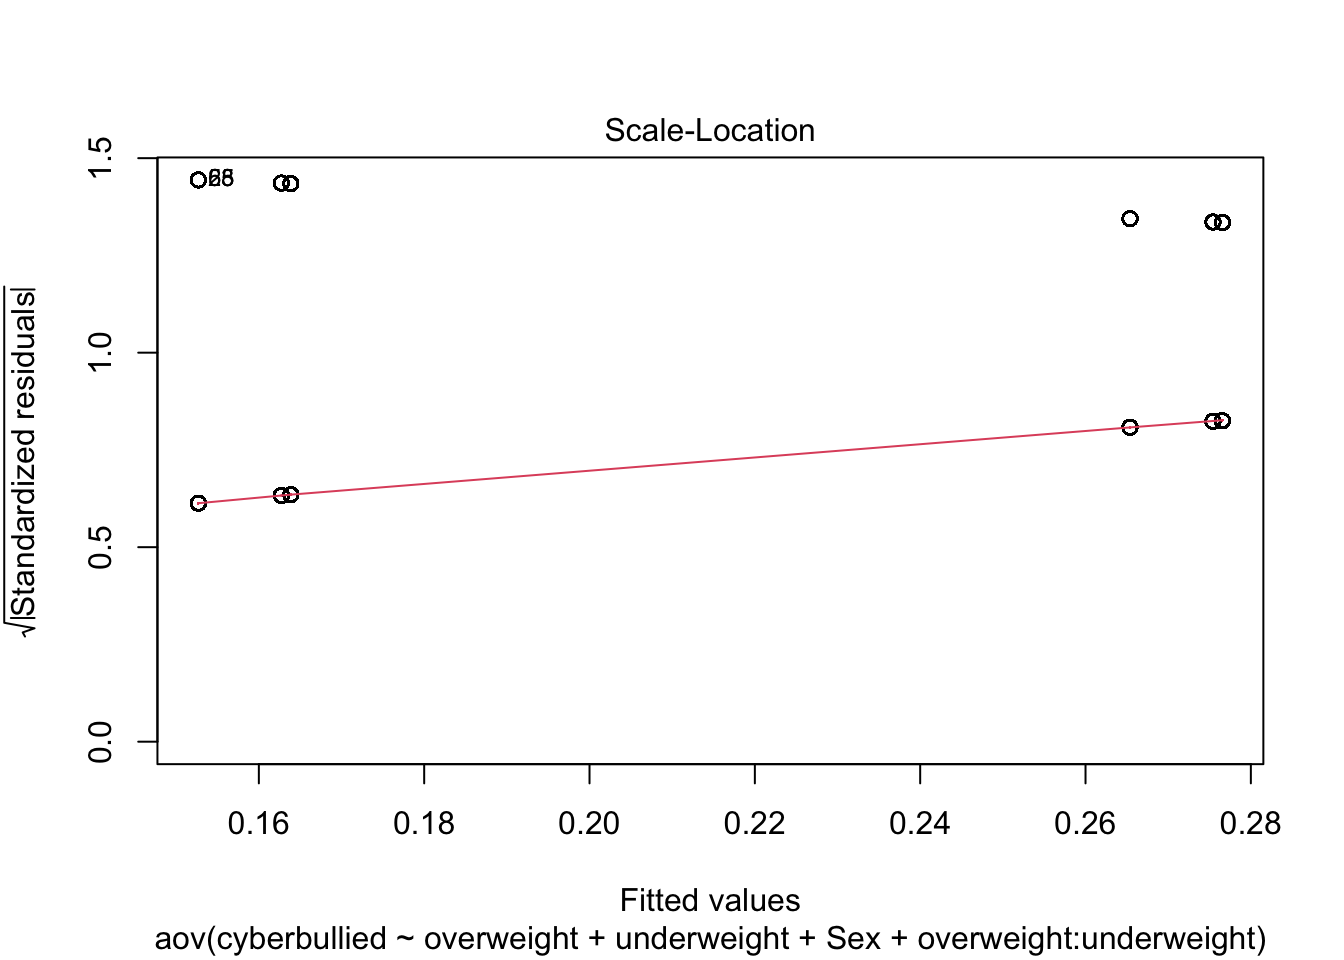 Scale-Location
√|Standardized residuals|
1.5
1.0
0.5
0.0
0.16 0.18 0.20 0.22 0.24 0.26 0.28
Fitted values
aov(cyberbullied ~ overweight + underweight + Sex + overweight:underweight)